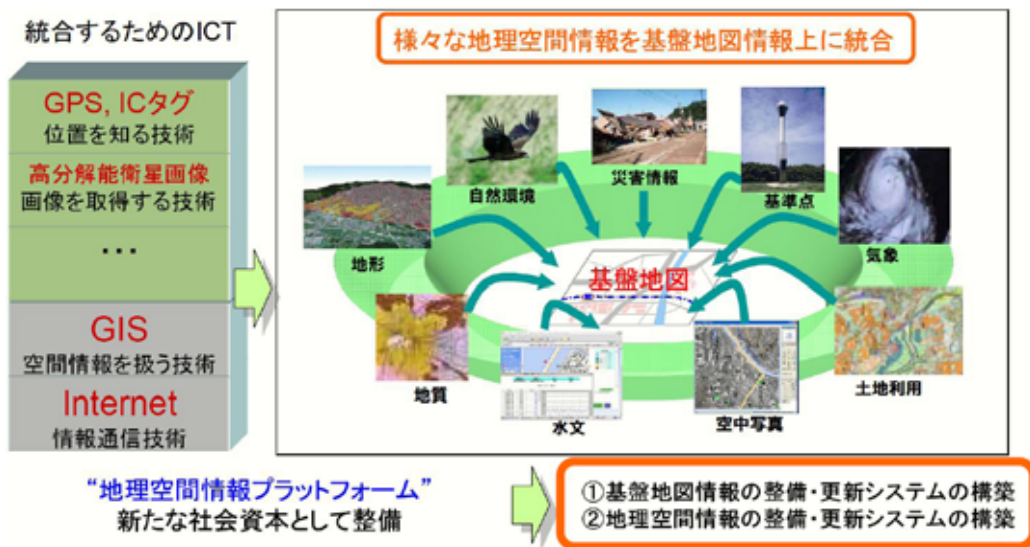 統合するためのICT
GPS, ICタグ
位置を知る技術
高分解能衛星画像
画像を取得する技術
・・・
GIS
空間情報を扱う技術
Internet
情報通信技術
様々な地理空間情報を基盤地図情報上に統合
自然環境
災害情報
基準点
地形
気象
基盤地図
地質
水文
空中写真
土地利用
“地理空間情報プラットフォーム”
新たな社会資本として整備
①基盤地図情報の整備・更新システムの構築
②地理空間情報の整備・更新システムの構築